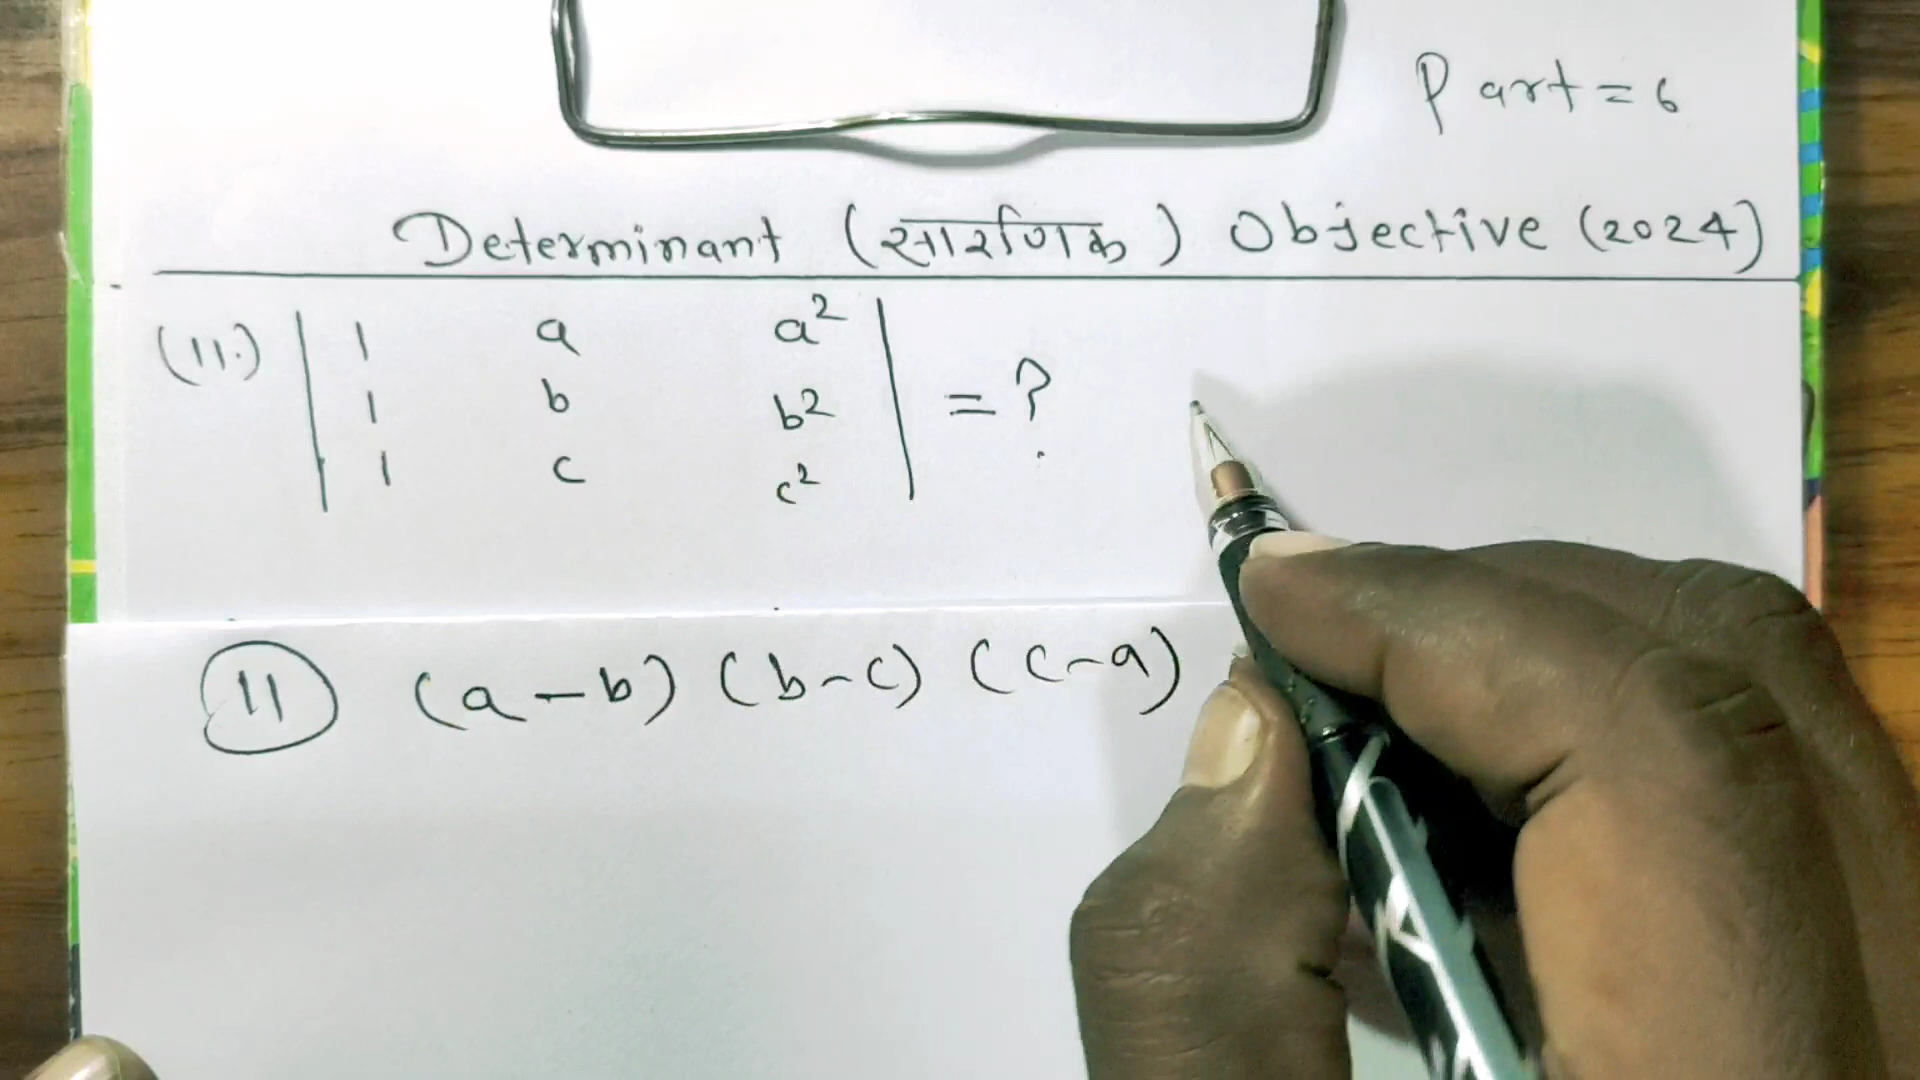 Part = 6
Determinant (सारणिक) Objective (2024)
(11.) | 1 a a² |
| 1 b b² | = ?
| 1 c c² |
11 (a-b) (b-c) (c-a)